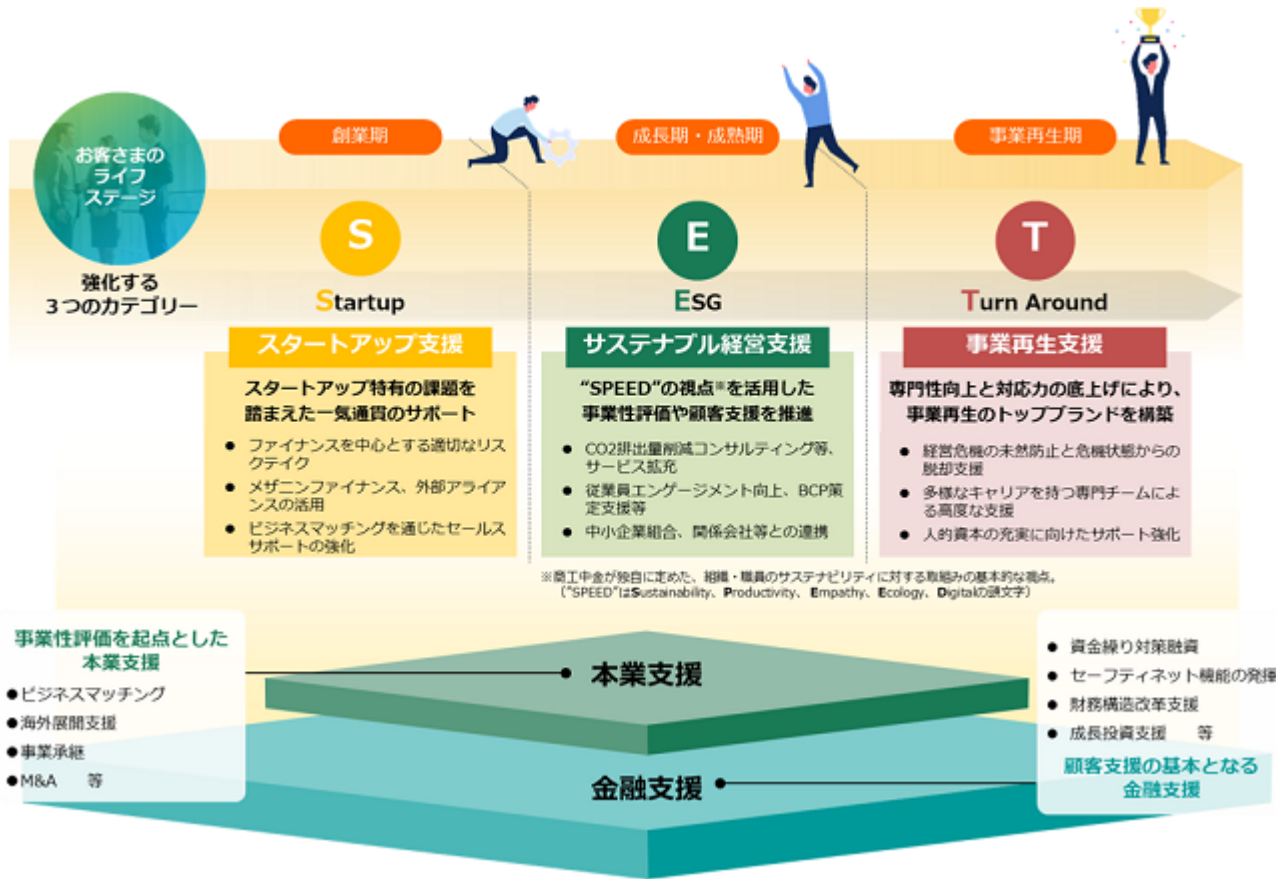 お客さまの
ライフ
ステージ
創業期
成長期・成熟期
事業再生期
強化する
3つのカテゴリー
S
Startup
スタートアップ支援
スタートアップ特有の課題を
踏まえた一気通貫のサポート
● ファイナンスを中心とする適切なリス
クテイク
● メザニンファイナンス、外部アライア
ンスの活用
● ビジネスマッチングを通じたセールス
サポートの強化
E
ESG
サステナブル経営支援
“SPEED”の視点※を活用した
事業性評価や顧客支援を推進
● CO2排出量削減コンサルティング等、
サービス拡充
● 従業員エンゲージメント向上、BCP策
定支援等
● 中小企業組合、関係会社等との連携
T
Turn Around
事業再生支援
専門性向上と対応力の底上げにより、
事業再生のトップブランドを構築
● 経営危機の未然防止と危機状態からの
脱却支援
● 多様なキャリアを持つ専門チームによ
る高度な支援
● 人的資本の充実に向けたサポート強化
※商工中金が独自に定めた、組織・職員のサステナビリティに対する取組みの基本的な視点。
（“SPEED”はSustainability、Productivity、Empathy、Ecology、Digitalの頭文字）
事業性評価を起点とした
本業支援
●ビジネスマッチング
●海外展開支援
●事業承継
●M&A 等
本業支援
金融支援
● 資金繰り対策融資
● セーフティネット機能の発揮
● 財務構造改革支援
● 成長投資支援 等
顧客支援の基本となる
金融支援